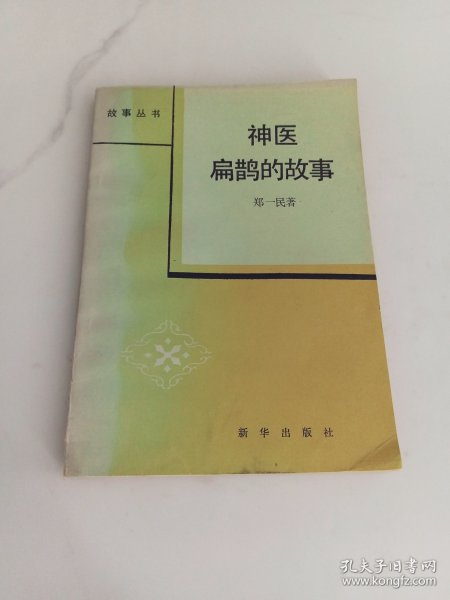 故事丛书
神医
扁鹊的故事
郑一民著
新华出版社
孔夫子旧书网
www.kongfz.com